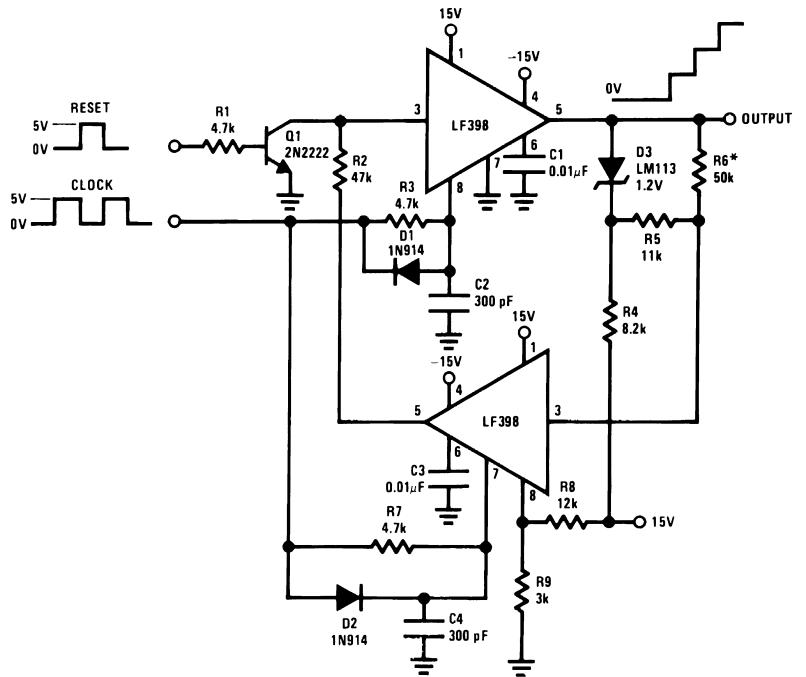 15V
1
-15V
4
0V
RESET
5V
0V
R1
4.7k
Q1
2N2222
3
LF398
5
OUTPUT
6
7
8
C1
0.01μF
D3
LM113
1.2V
R6*
50k
R2
47k
CLOCK
5V
0V
R3
4.7k
D1
1N914
R5
11k
C2
300 pF
R4
8.2k
15V
1
-15V
4
5
LF398
3
6
7
8
C3
0.01μF
R8
12k
15V
R7
4.7k
R9
3k
D2
1N914
C4
300 pF